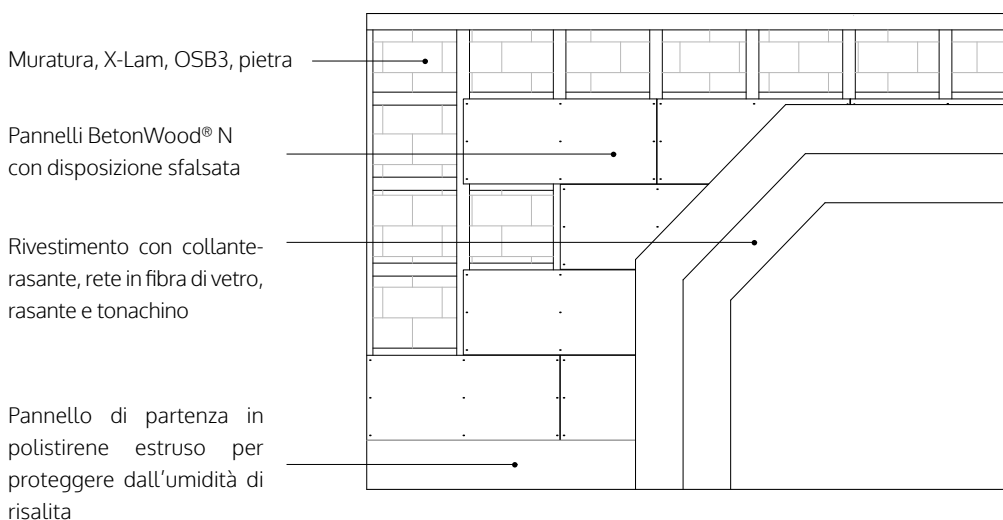 Muratura, X-Lam, OSB3, pietra
Pannelli BetonWood® N
con disposizione sfalsata
Rivestimento con collante-
rasante, rete in fibra di vetro,
rasante e tonachino
Pannello di partenza in
polistirene estruso per
proteggere dall'umidità di
risalita